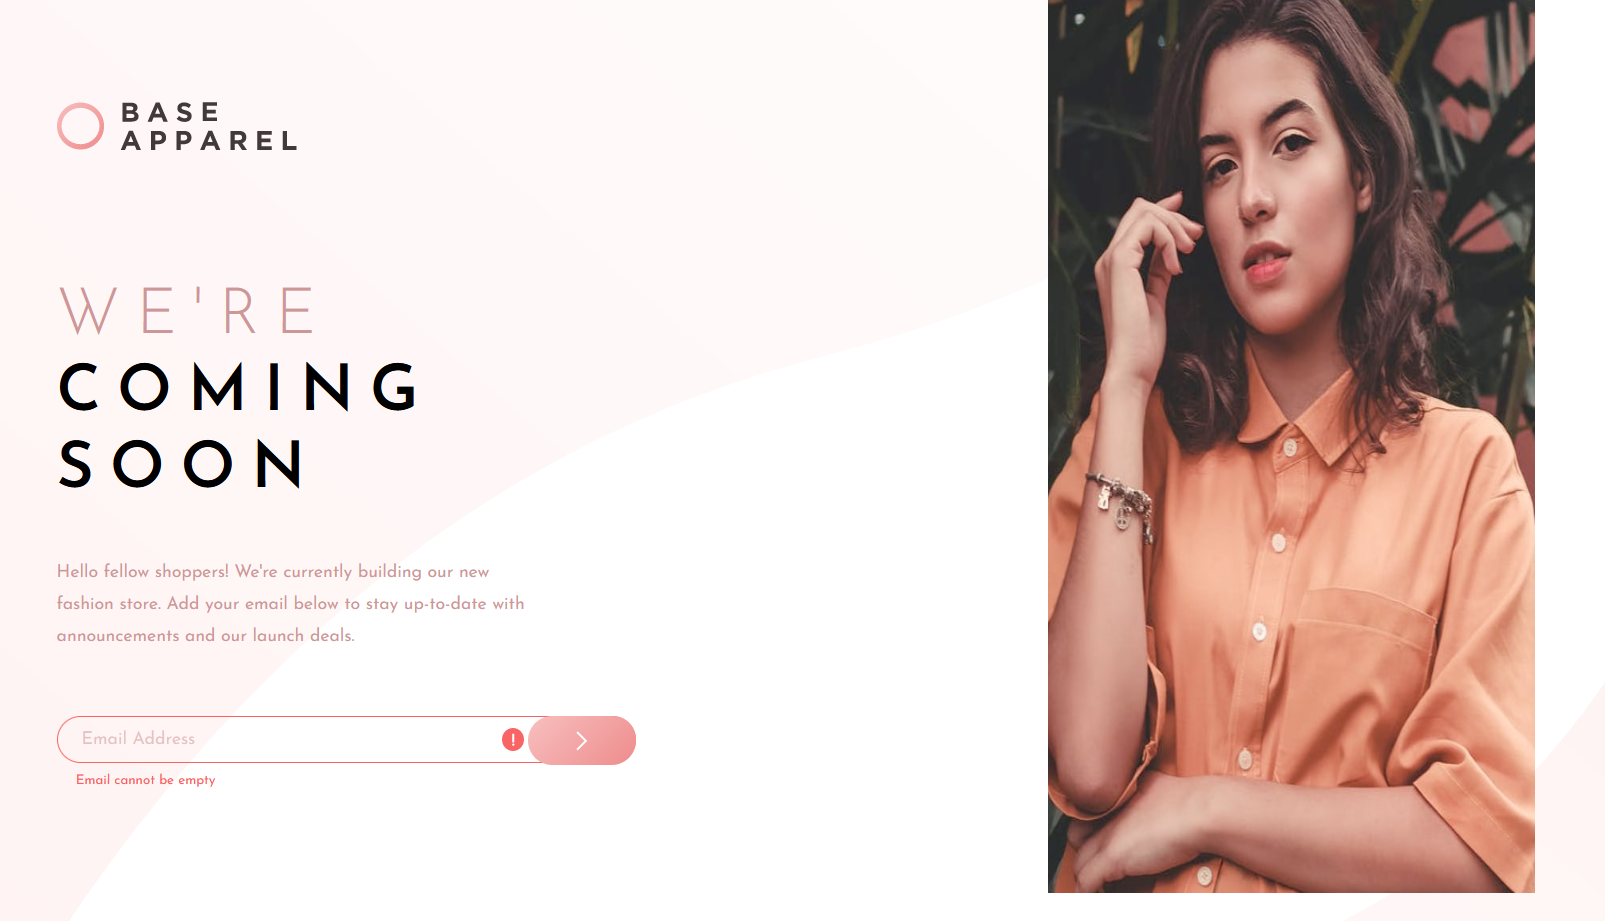 BASE
APPAREL
WE'RE
COMING
SOON
Hello fellow shoppers! We're currently building our new
fashion store. Add your email below to stay up-to-date with
announcements and our launch deals.
Email Address !
Email cannot be empty